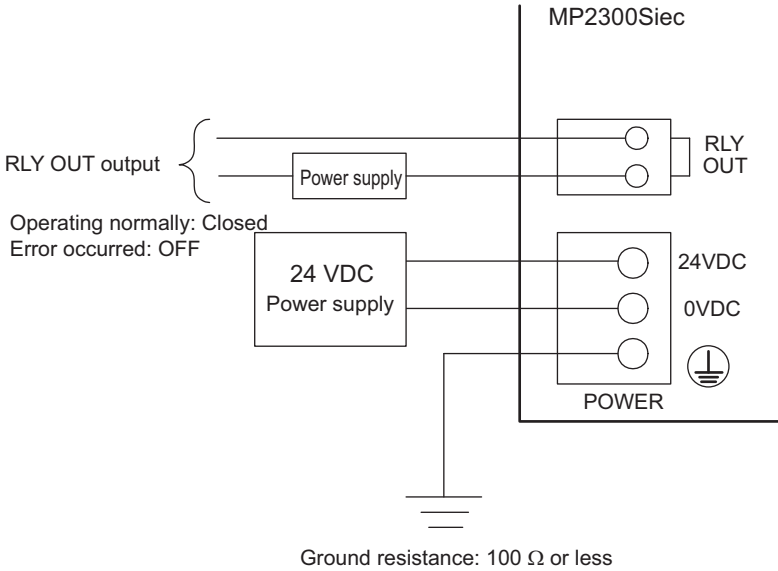 MP2300Siec
RLY OUT output
Power supply
RLY
OUT
Operating normally: Closed
Error occurred: OFF
24 VDC
Power supply
24VDC
0VDC
POWER
Ground resistance: 100 Ω or less